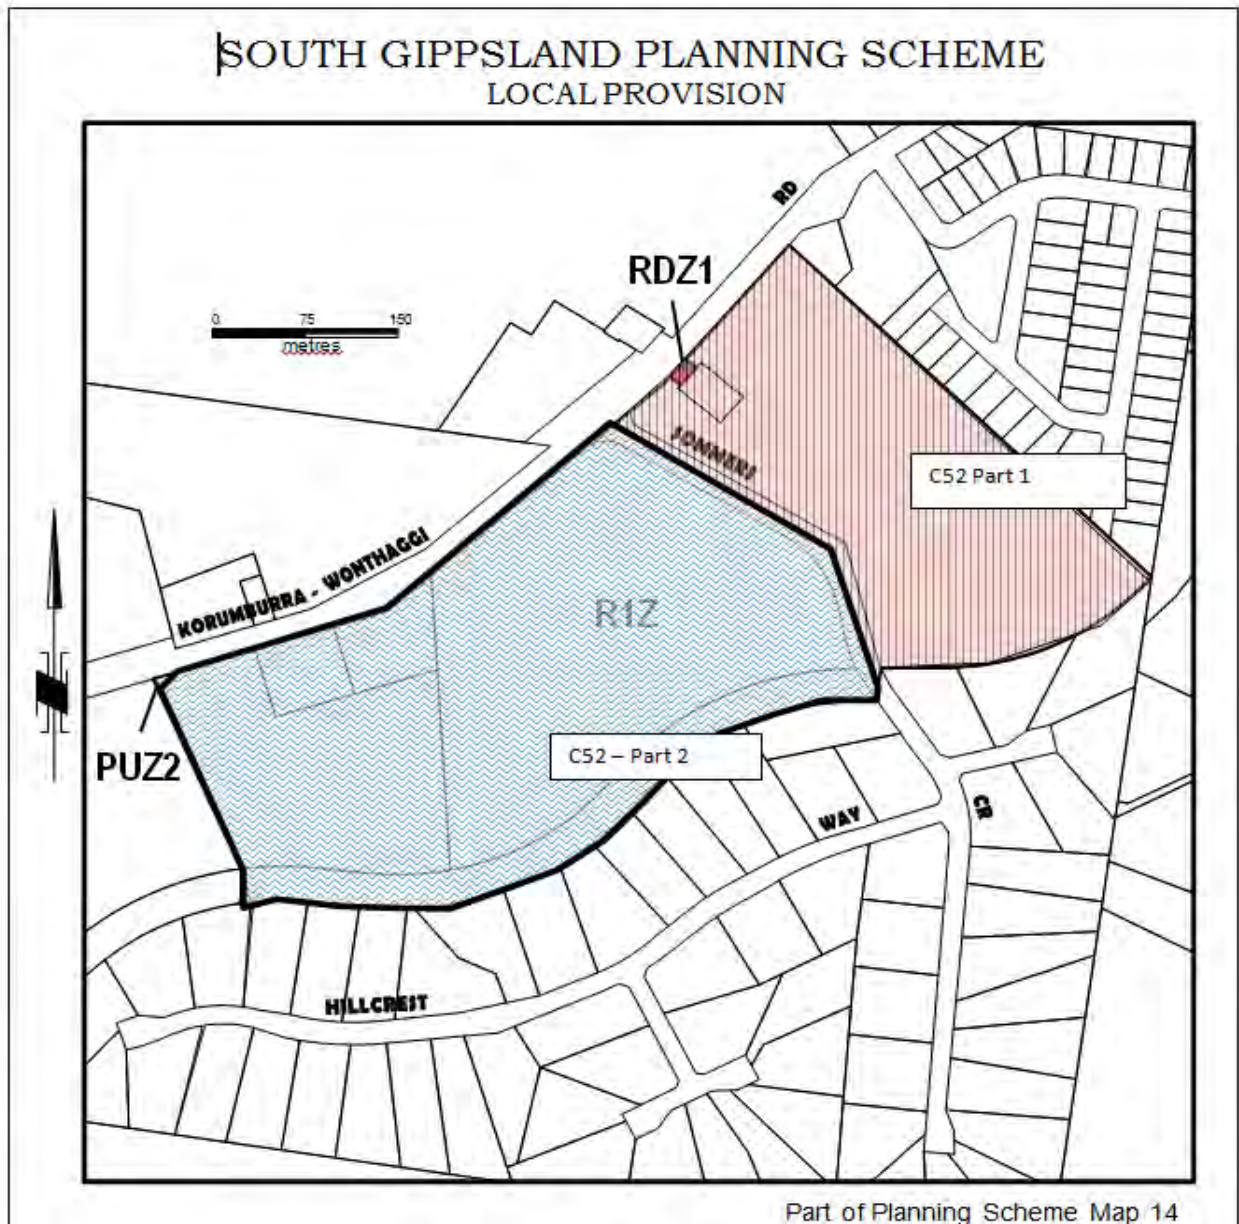 SOUTH GIPPSLAND PLANNING SCHEME
LOCAL PROVISION
RD
RDZ1
0 75 150
metres
SOMMERS
C52 Part 1
KORUMBURRA - WONTHAGGI
R1Z
PUZ2
C52 – Part 2
WAY
CR
HILLCREST
Part of Planning Scheme Map 14